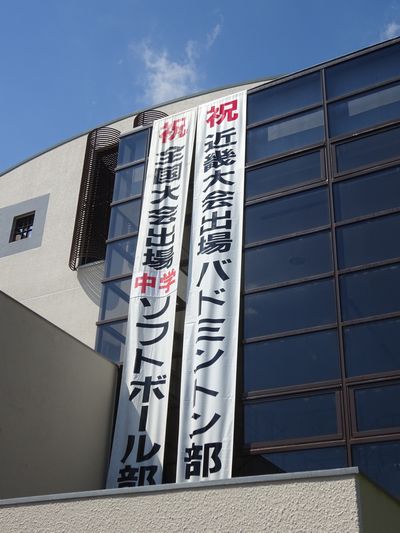 祝 近畿大会出場 バドミントン部
祝 全国大会出場 中学 ソフトボール部